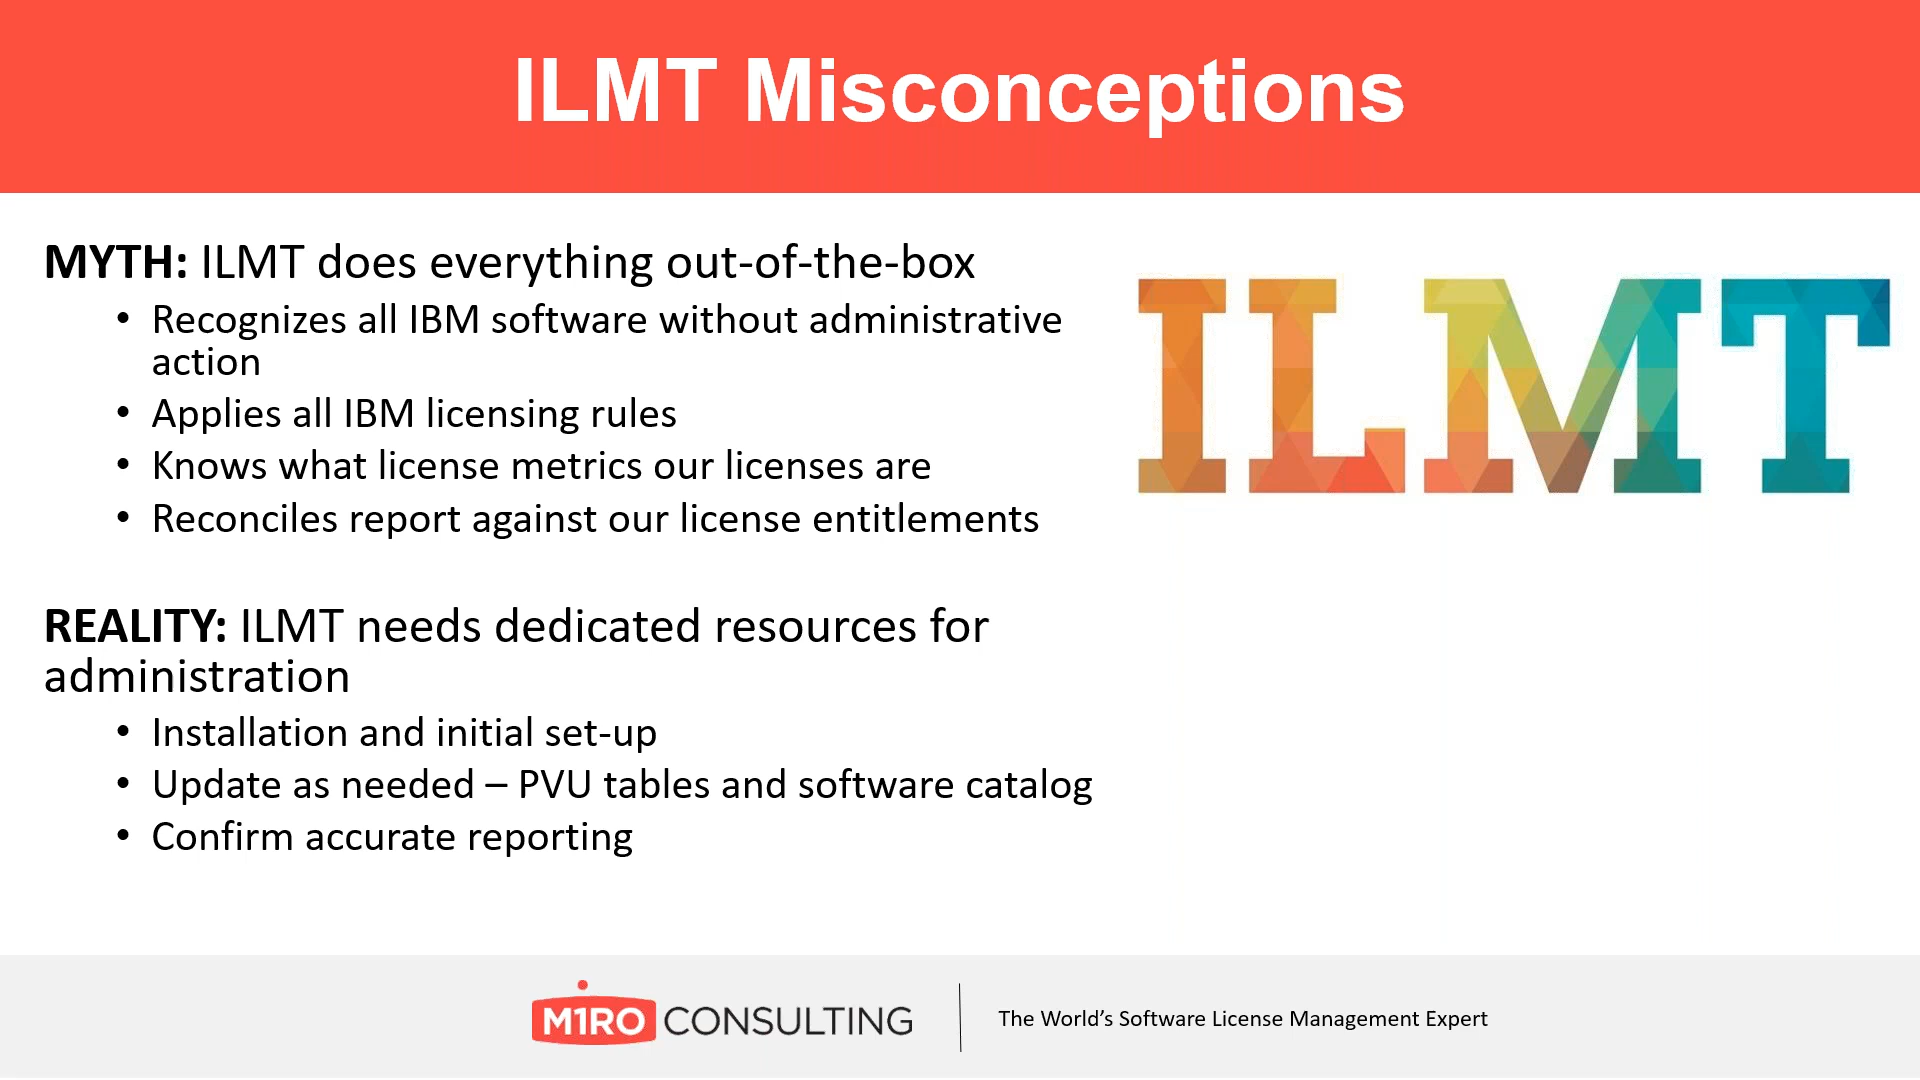 ILMT Misconceptions
MYTH: ILMT does everything out-of-the-box
• Recognizes all IBM software without administrative
action
• Applies all IBM licensing rules
• Knows what license metrics our licenses are
• Reconciles report against our license entitlements
ILMT
REALITY: ILMT needs dedicated resources for
administration
• Installation and initial set-up
• Update as needed – PVU tables and software catalog
• Confirm accurate reporting
M1RO CONSULTING
The World’s Software License Management Expert